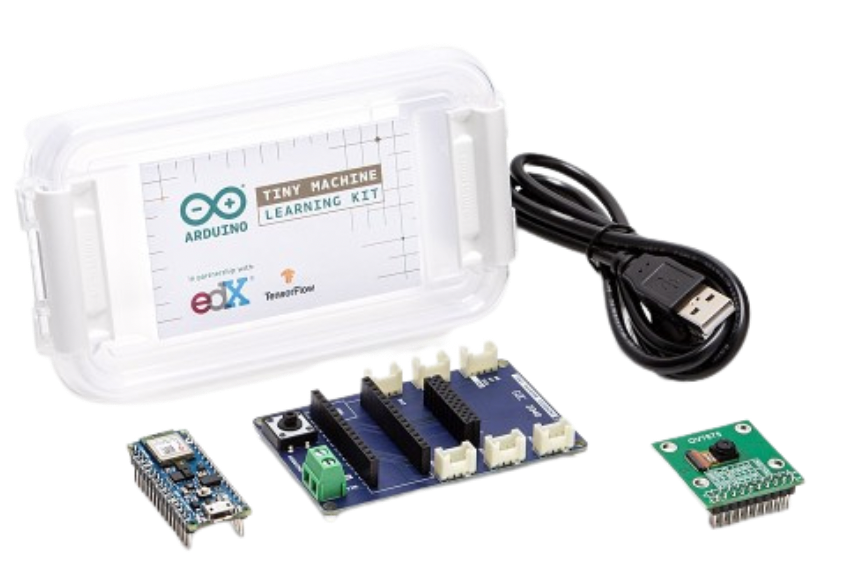 ARDUINO
TINY MACHINE
LEARNING KIT
in partnership with
edX
TensorFlow
OV7675